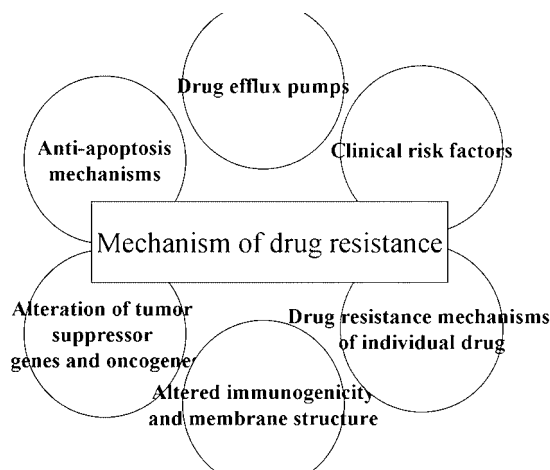 Drug efflux pumps
Anti-apoptosis
mechanisms
Clinical risk factors
Mechanism of drug resistance
Alteration of tumor
suppressor
genes and oncogenes
Drug resistance mechanisms
of individual drug
Altered immunogenicity
and membrane structure